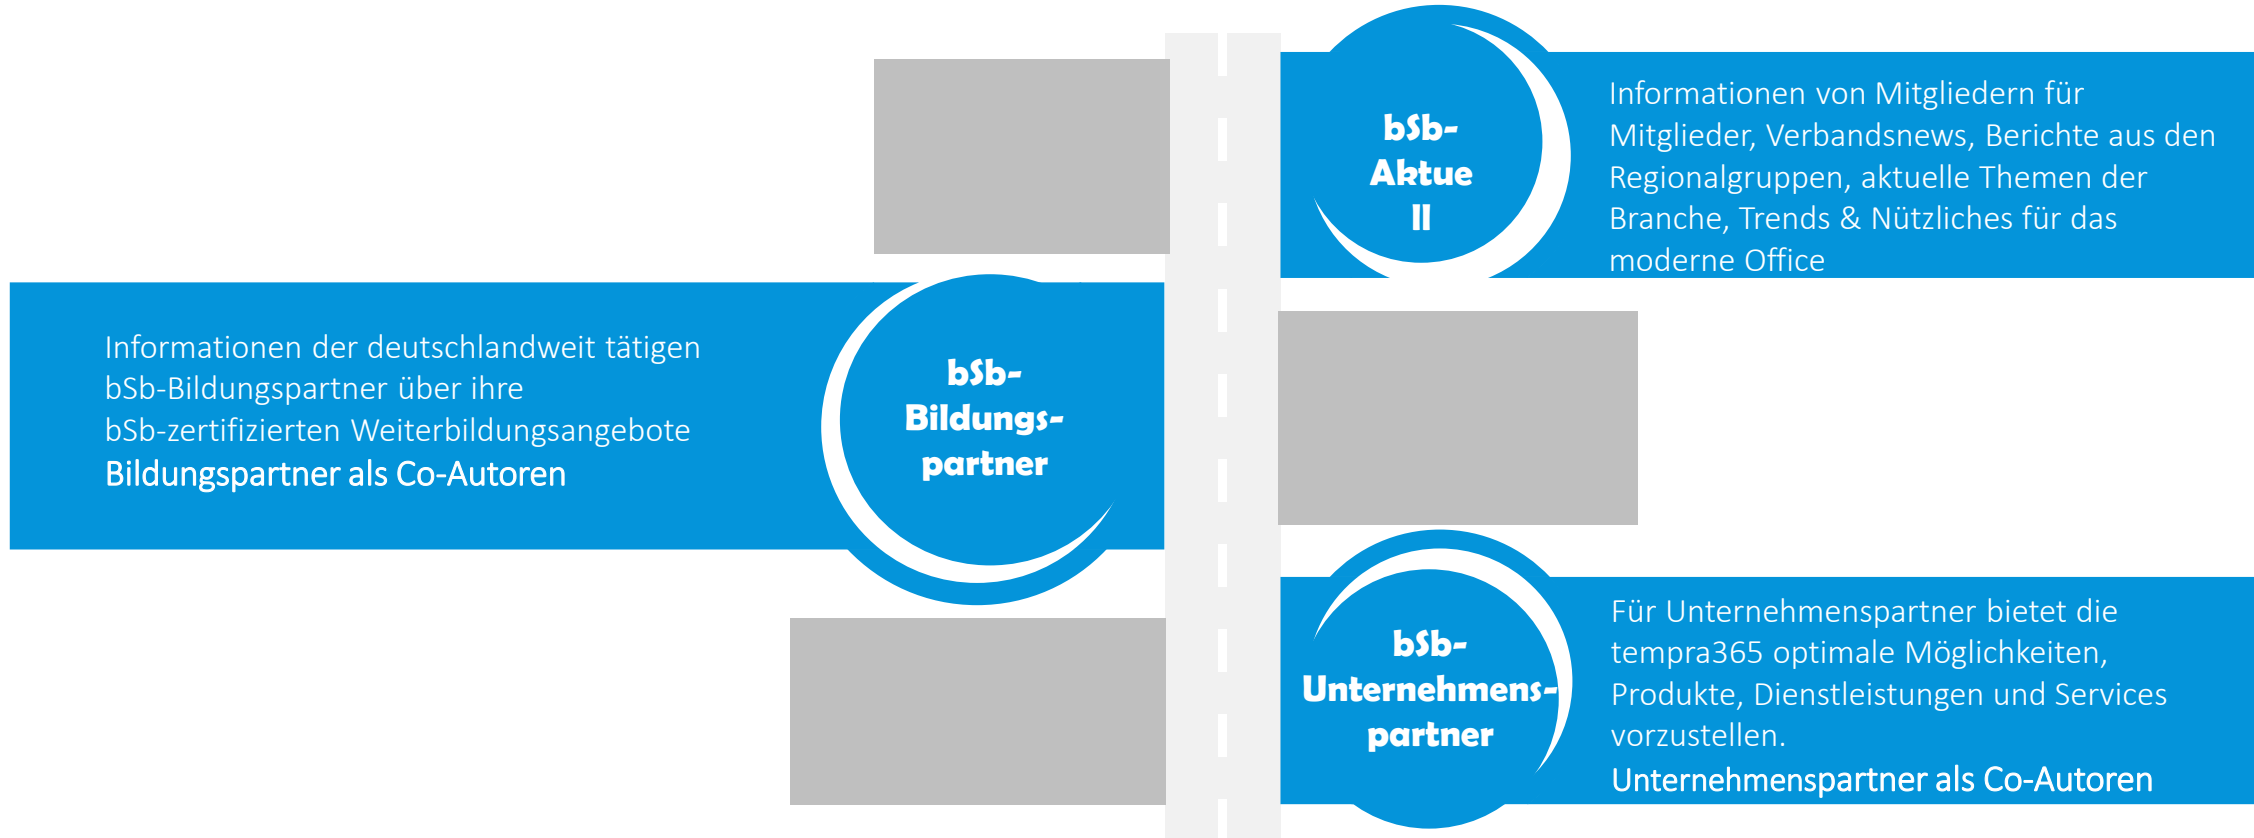 bSb-
Aktue
ll
Informationen von Mitgliedern für
Mitglieder, Verbandsnews, Berichte aus den
Regionalgruppen, aktuelle Themen der
Branche, Trends & Nützliches für das
moderne Office
Informationen der deutschlandweit tätigen
bSb-Bildungspartner über ihre
bSb-zertifizierten Weiterbildungsangebote
Bildungspartner als Co-Autoren
bSb-
Bildungs-
partner
bSb-
Unternehmens-
partner
Für Unternehmenspartner bietet die
tempra365 optimale Möglichkeiten,
Produkte, Dienstleistungen und Services
vorzustellen.
Unternehmenspartner als Co-Autoren